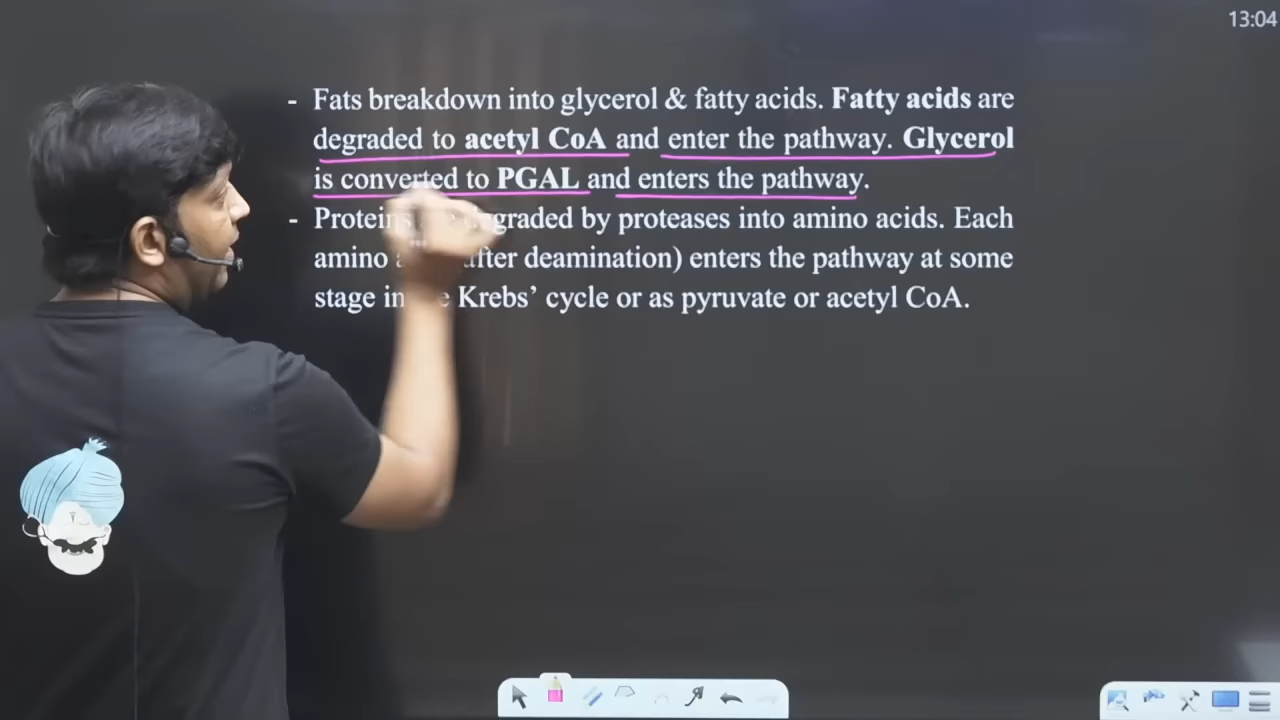 13:04
- Fats breakdown into glycerol & fatty acids. Fatty acids are
degraded to acetyl CoA and enter the pathway. Glycerol
is converted to PGAL and enters the pathway.
- Proteins degraded by proteases into amino acids. Each
amino after deamination) enters the pathway at some
stage in Krebs’ cycle or as pyruvate or acetyl CoA.